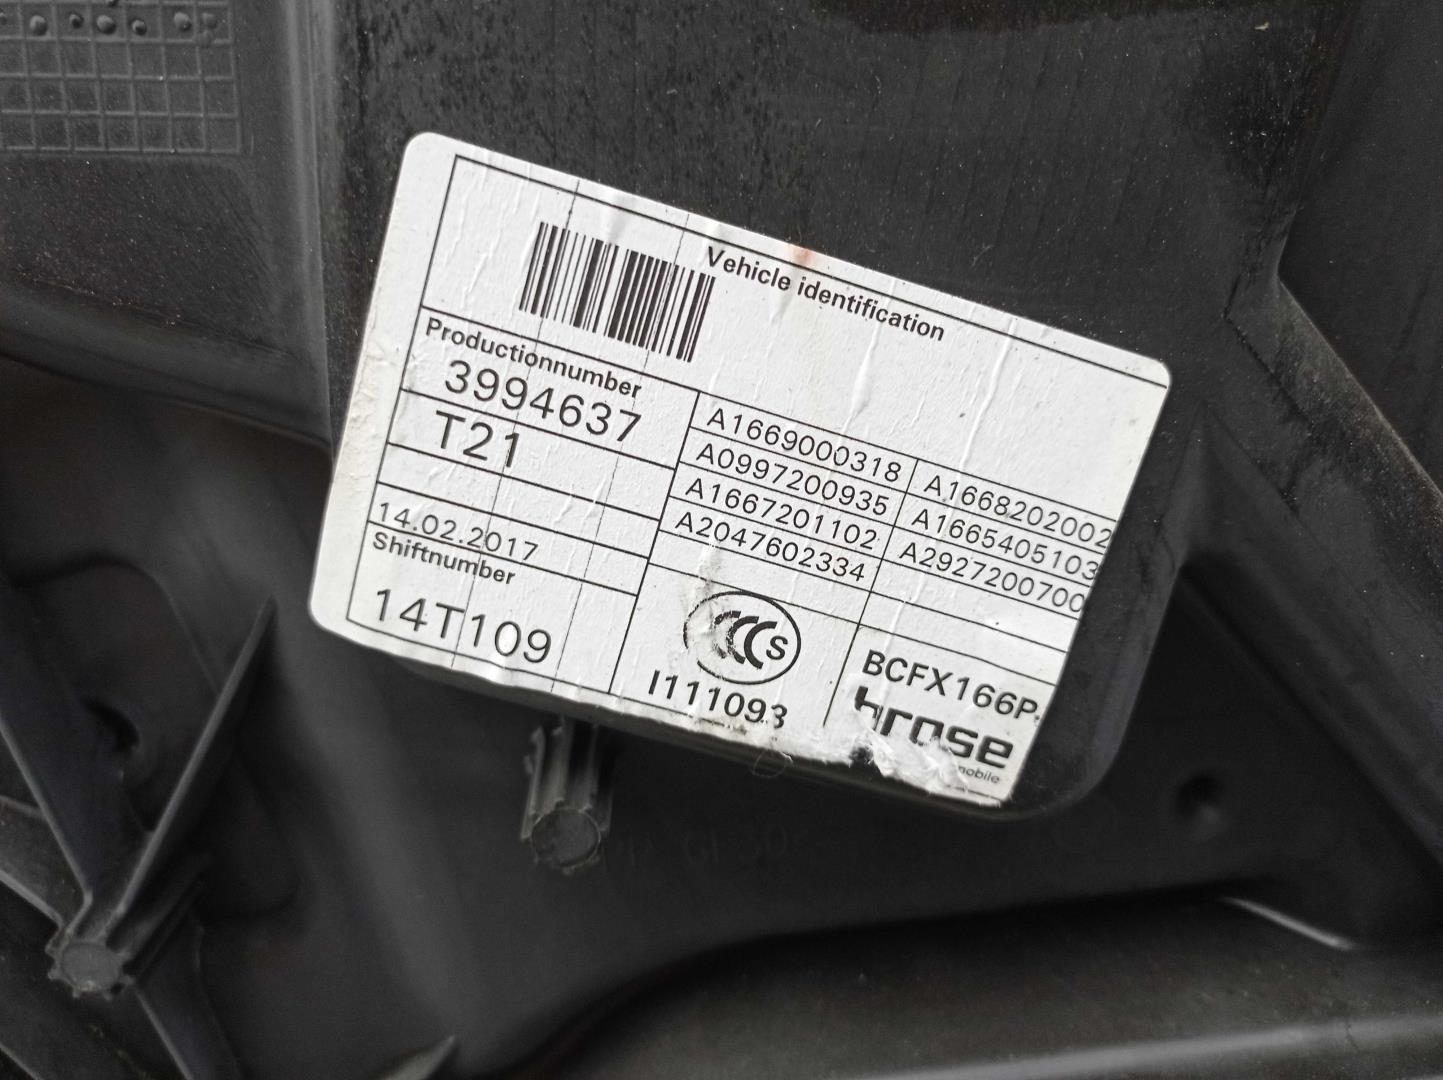 Vehicle identification
Productionnumber
3994637
T21
14.02.2017
Shiftnumber
14T109
A1669000318 A1668202002
A0997200935 A1665405103
A1667201102 A2927200700
A2047602334
CCC S
I111093
BCFX166P
brose